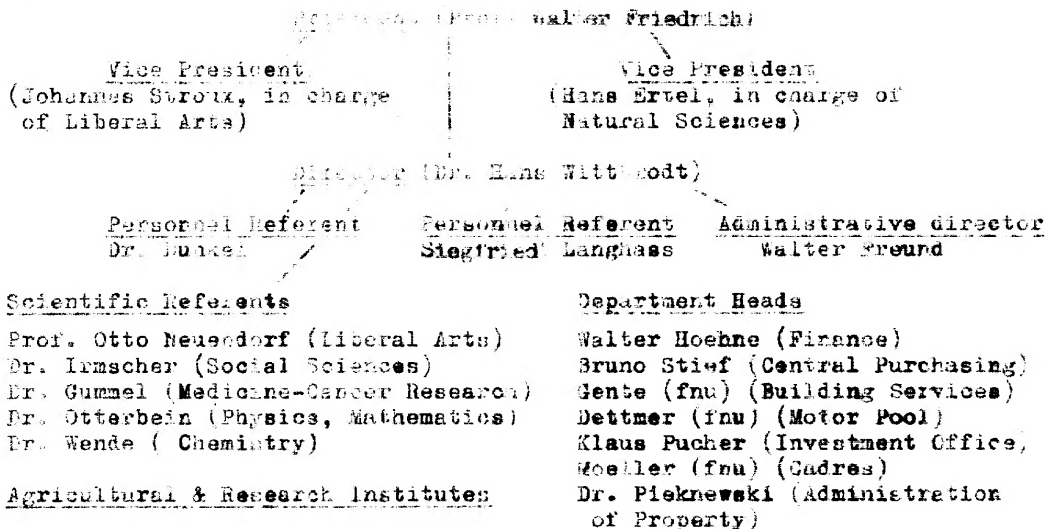 President (Prof. Walter Friedrich)
Vice President
(Johannes Stroux, in charge
of Liberal Arts)
Vice President
(Hans Ertel, in charge of
Natural Sciences)
Director (Dr. Hans Wittbrodt)
Personnel Referent
Dr. Dunkel
Personnel Referent
Siegfried Langhass
Administrative director
Walter Freund
Scientific Referents
Prof. Otto Neuendorf (Liberal Arts)
Dr. Irmscher (Social Sciences)
Dr. Gummel (Medicine-Cancer Research)
Dr. Otterbein (Physics, Mathematics)
Dr. Wende ( Chemistry)
Agricultural & Research Institutes
Department Heads
Walter Hoehne (Finance)
Bruno Stief (Central Purchasing)
Gente (fnu) (Building Services)
Dettmer (fnu) (Motor Pool)
Klaus Pucher (Investment Office)
Moeller (fnu) (Cadres)
Dr. Pieknewski (Administration
of Property)